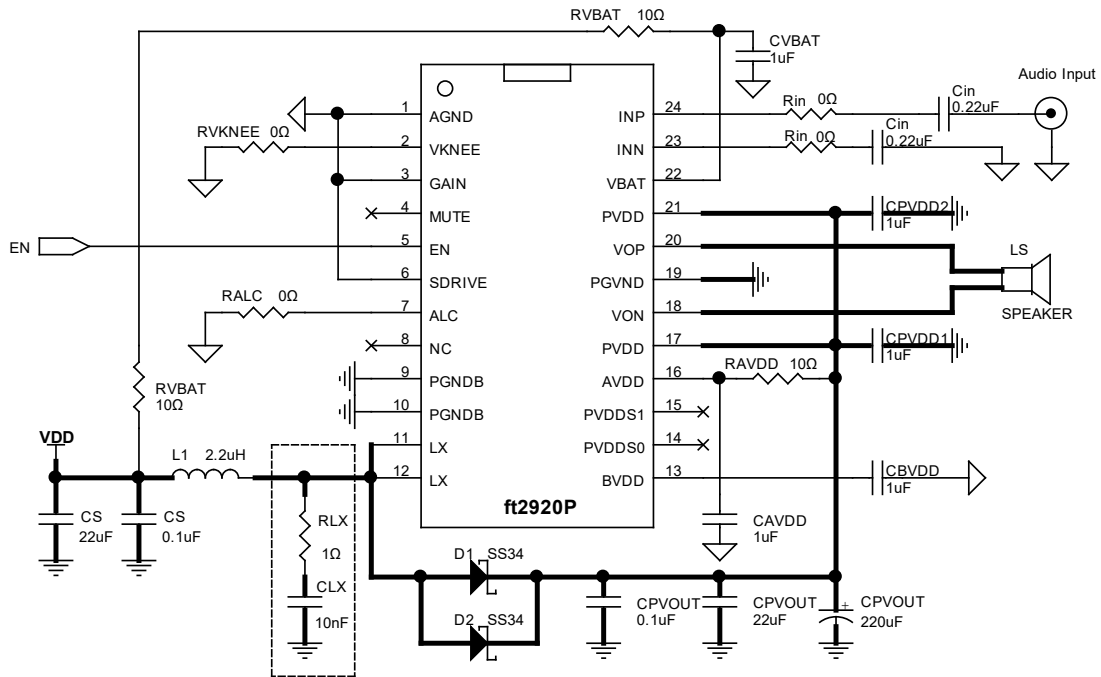 RVBAT 10Ω
CVBAT
1uF
Audio Input
Rin 0Ω
Cin
0.22uF
Rin 0Ω
Cin
0.22uF
RVKNEE 0Ω
EN
RALC 0Ω
1 AGND
2 VKNEE
3 GAIN
4 MUTE
5 EN
6 SDRIVE
7 ALC
8 NC
9 PGNDB
10 PGNDB
11 LX
12 LX
INP 24
INN 23
VBAT 22
PVDD 21
VOP 20
PGVND 19
VON 18
PVDD 17
AVDD 16
PVDDS1 15
PVDDS0 14
BVDD 13
ft2920P
CPVDD2
1uF
LS
SPEAKER
CPVDD1
1uF
RAVDD 10Ω
CBVDD
1uF
CAVDD
1uF
RVBAT
10Ω
VDD
L1 2.2uH
CS
22uF
CS
0.1uF
RLX
1Ω
CLX
10nF
D1 SS34
D2 SS34
CPVOUT
0.1uF
CPVOUT
22uF
+
CPVOUT
220uF